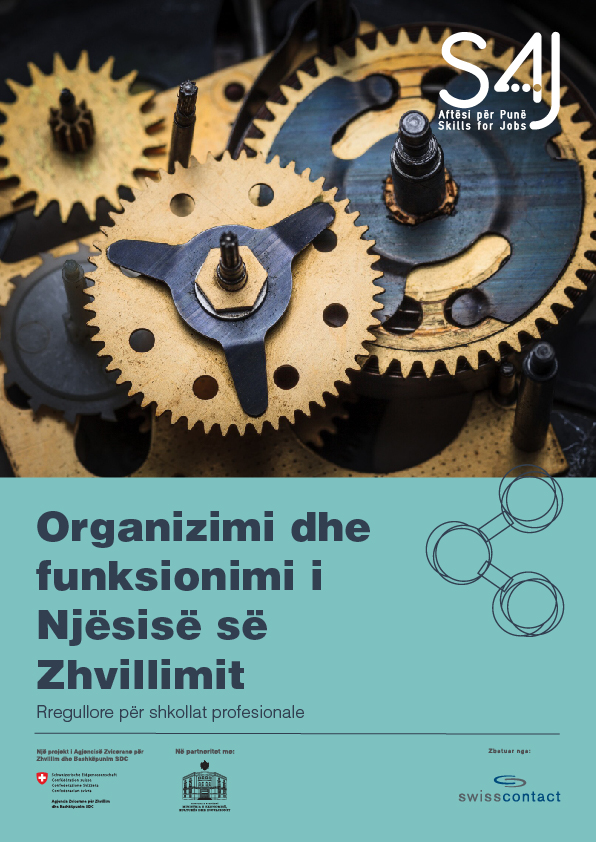 S4J
Aftësi për Punë
Skills for Jobs
Organizimi dhe
funksionimi i
Njësisë së
Zhvillimit
Rregullore për shkollat profesionale
Një projekt i Agjencisë Zvicerane për
Zhvillim dhe Bashkëpunim SDC
Schweizerische Eidgenossenschaft
Confédération suisse
Confederazione Svizzera
Confederaziun svizra
Agjencia Zvicerane për Zhvillim
dhe Bashkëpunim SDC
Në partneritet me:
Zbatuar nga:
swisscontact